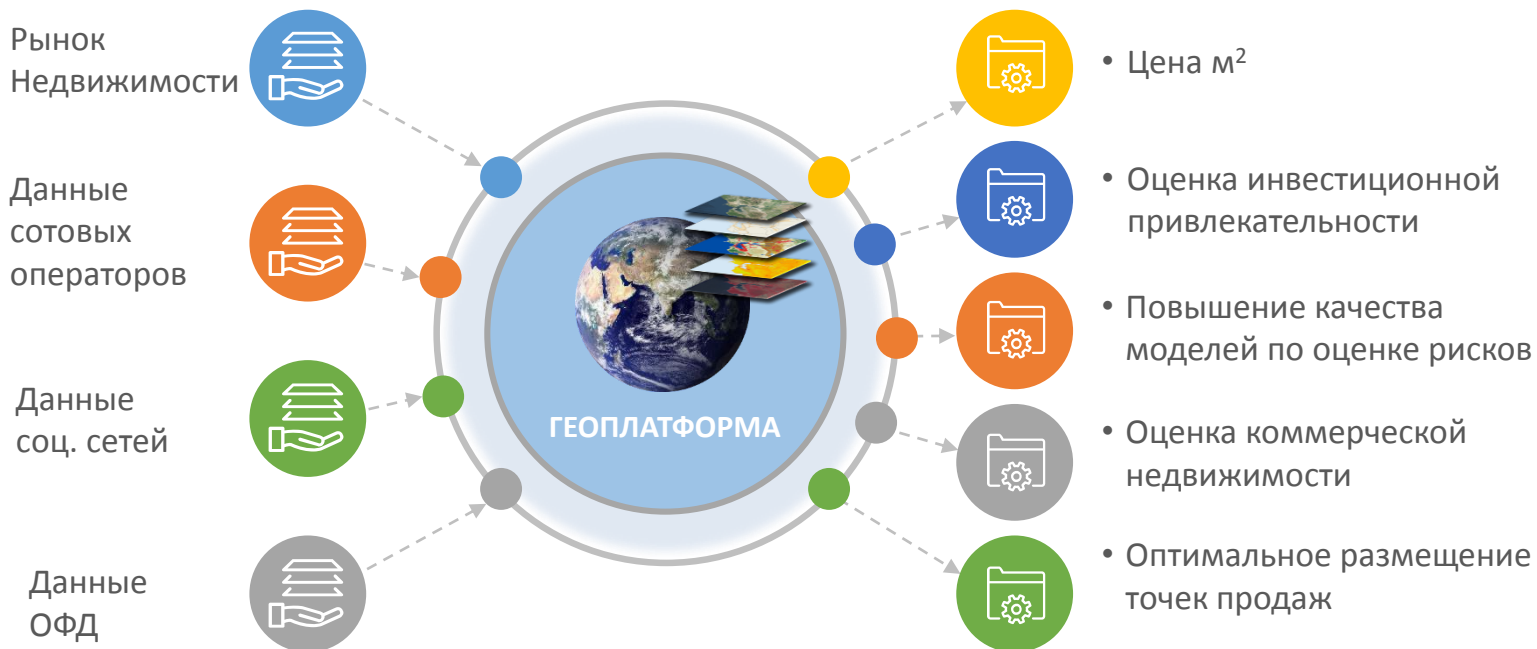 Рынок
Недвижимости
Данные
сотовых
операторов
Данные
соц. сетей
Данные
ОФД
ГЕОПЛАТФОРМА
• Цена м²
• Оценка инвестиционной
привлекательности
• Повышение качества
моделей по оценке рисков
• Оценка коммерческой
недвижимости
• Оптимальное размещение
точек продаж